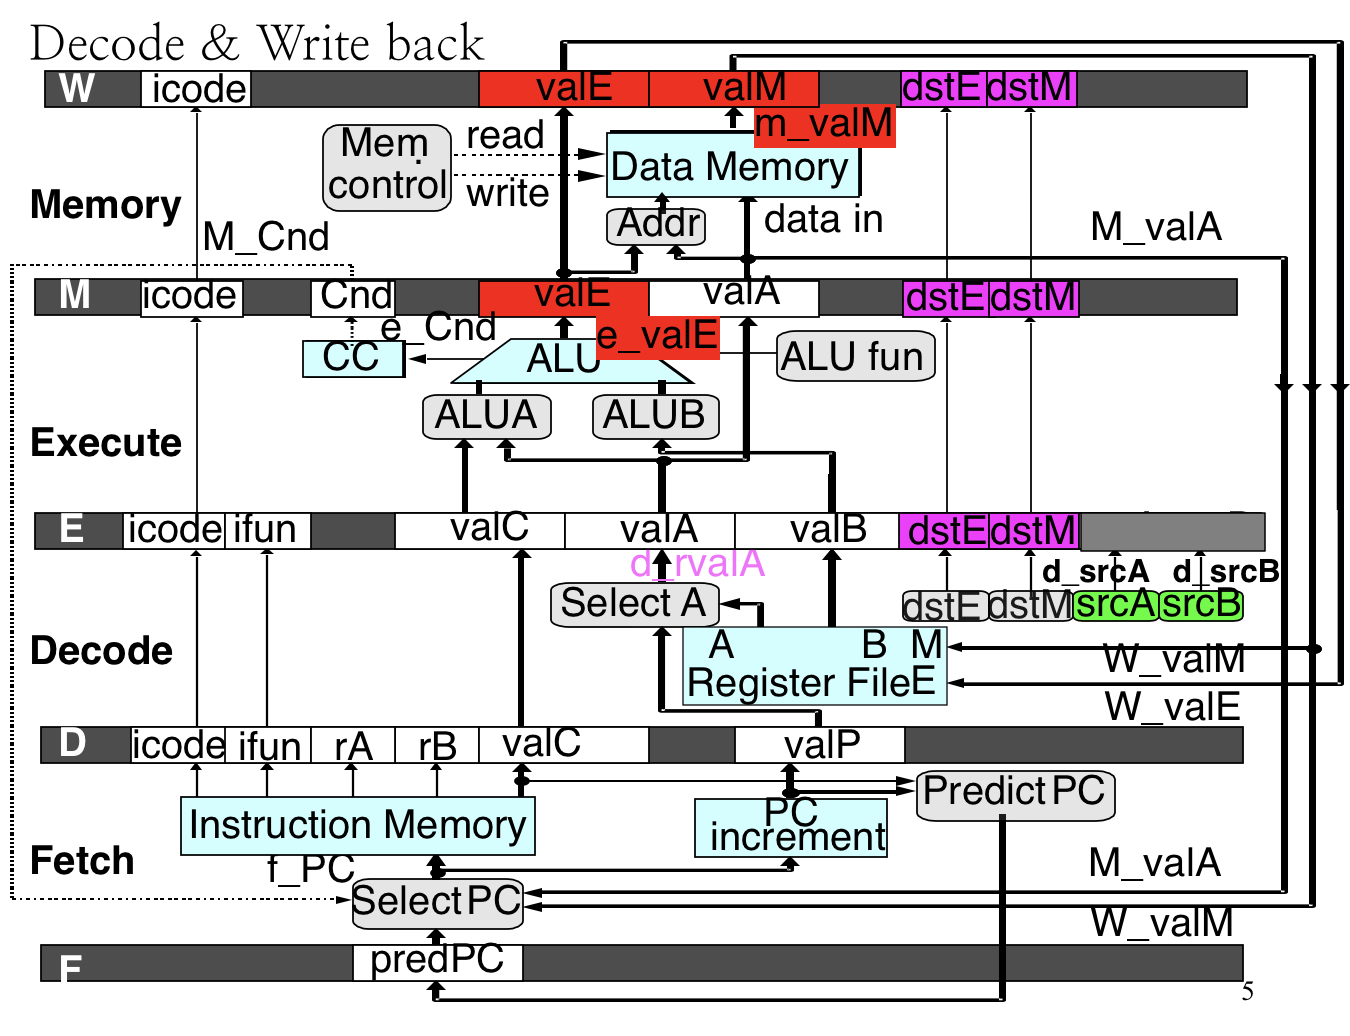 Decode & Write back
W icode valE valM dstE dstM
m_valM
Mem control
read
write
Data Memory
Memory
Addr
data in
M_valA
M_Cnd
M icode Cnd valE valA dstE dstM
e_Cnd
e_valE
CC
ALU
ALU fun
ALUA
ALUB
Execute
E icode ifun valC valA valB dstE dstM
d_rvalA
d_srcA d_srcB
Select A
dstE dstM srcA srcB
Decode
A B M
Register File E
W_valM
W_valE
D icode ifun rA rB valC valP
Predict PC
Instruction Memory
PC
increment
Fetch
f_PC
M_valA
Select PC
W_valM
F predPC
5